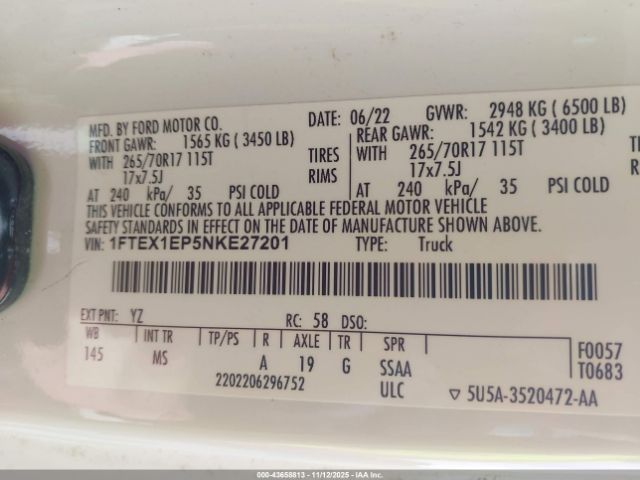 MFD. BY FORD MOTOR CO.
DATE: 06/22 GVWR: 2948 KG ( 6500 LB)
FRONT GAWR: 1565 KG ( 3450 LB) REAR GAWR: 1542 KG ( 3400 LB)
WITH 265/70R17 115T TIRES WITH 265/70R17 115T
17x7.5J RIMS 17x7.5J
AT 240 kPa/ 35 PSI COLD AT 240 kPa/ 35 PSI COLD
THIS VEHICLE CONFORMS TO ALL APPLICABLE FEDERAL MOTOR VEHICLE
SAFETY STANDARDS IN EFFECT ON THE DATE OF MANUFACTURE SHOWN ABOVE.
VIN: 1FTEX1EP5NKE27201 TYPE: Truck
EXT PNT: YZ RC: 58 DSO:
WB INT TR TP/PS R AXLE TR SPR F0057
145 MS A 19 G SSAA T0683
2202206296752 ULC ▽ 5U5A-3520472-AA
000-43658813 - 11/12/2025 - IAA Inc.